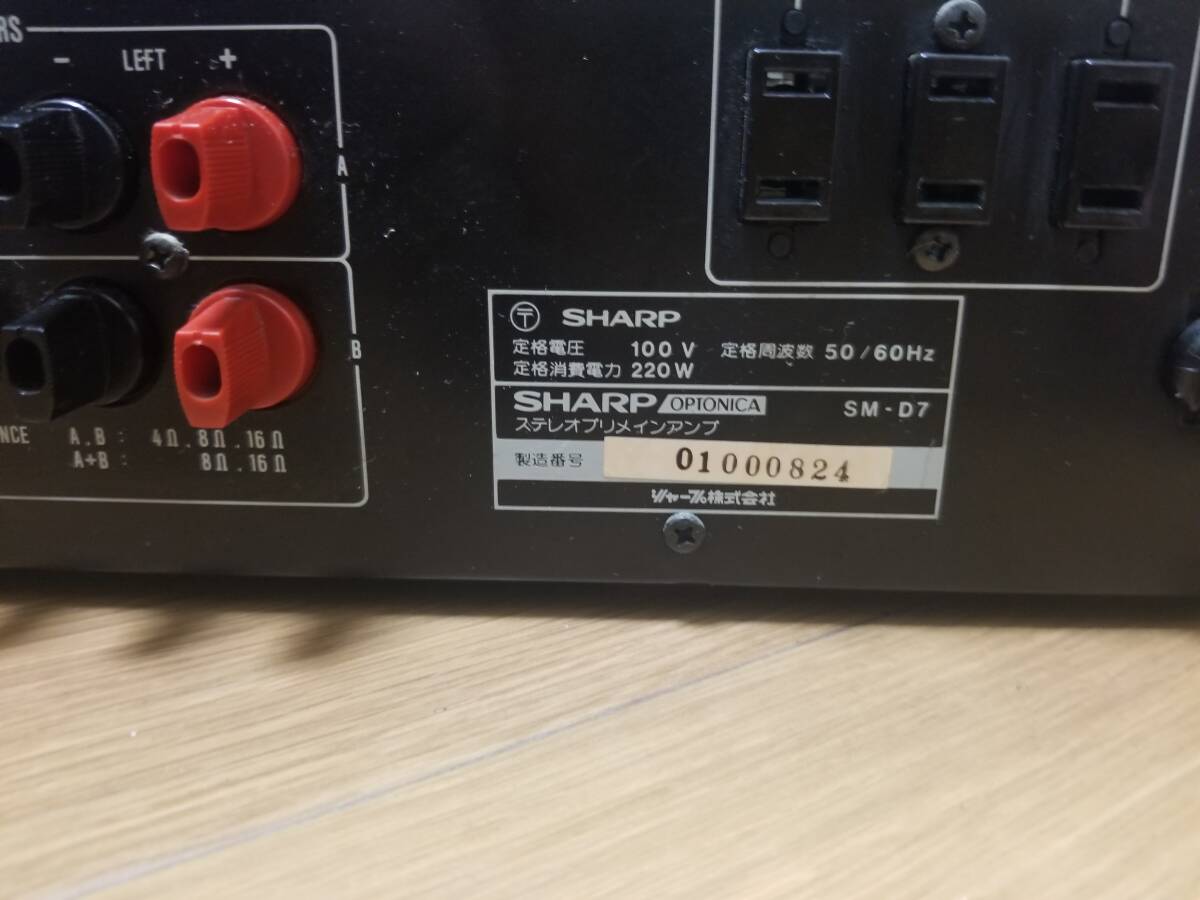 RS
- LEFT +
A
B
NCE A.B: 4Ω.8Ω.16Ω
A+B: 8Ω.16Ω
〒 SHARP
定格電圧 100V 定格周波数 50/60Hz
定格消費電力 220W
SHARP OPTONICA SM-D7
ステレオプリメインアンプ
製造番号 01000824
シャープ株式会社